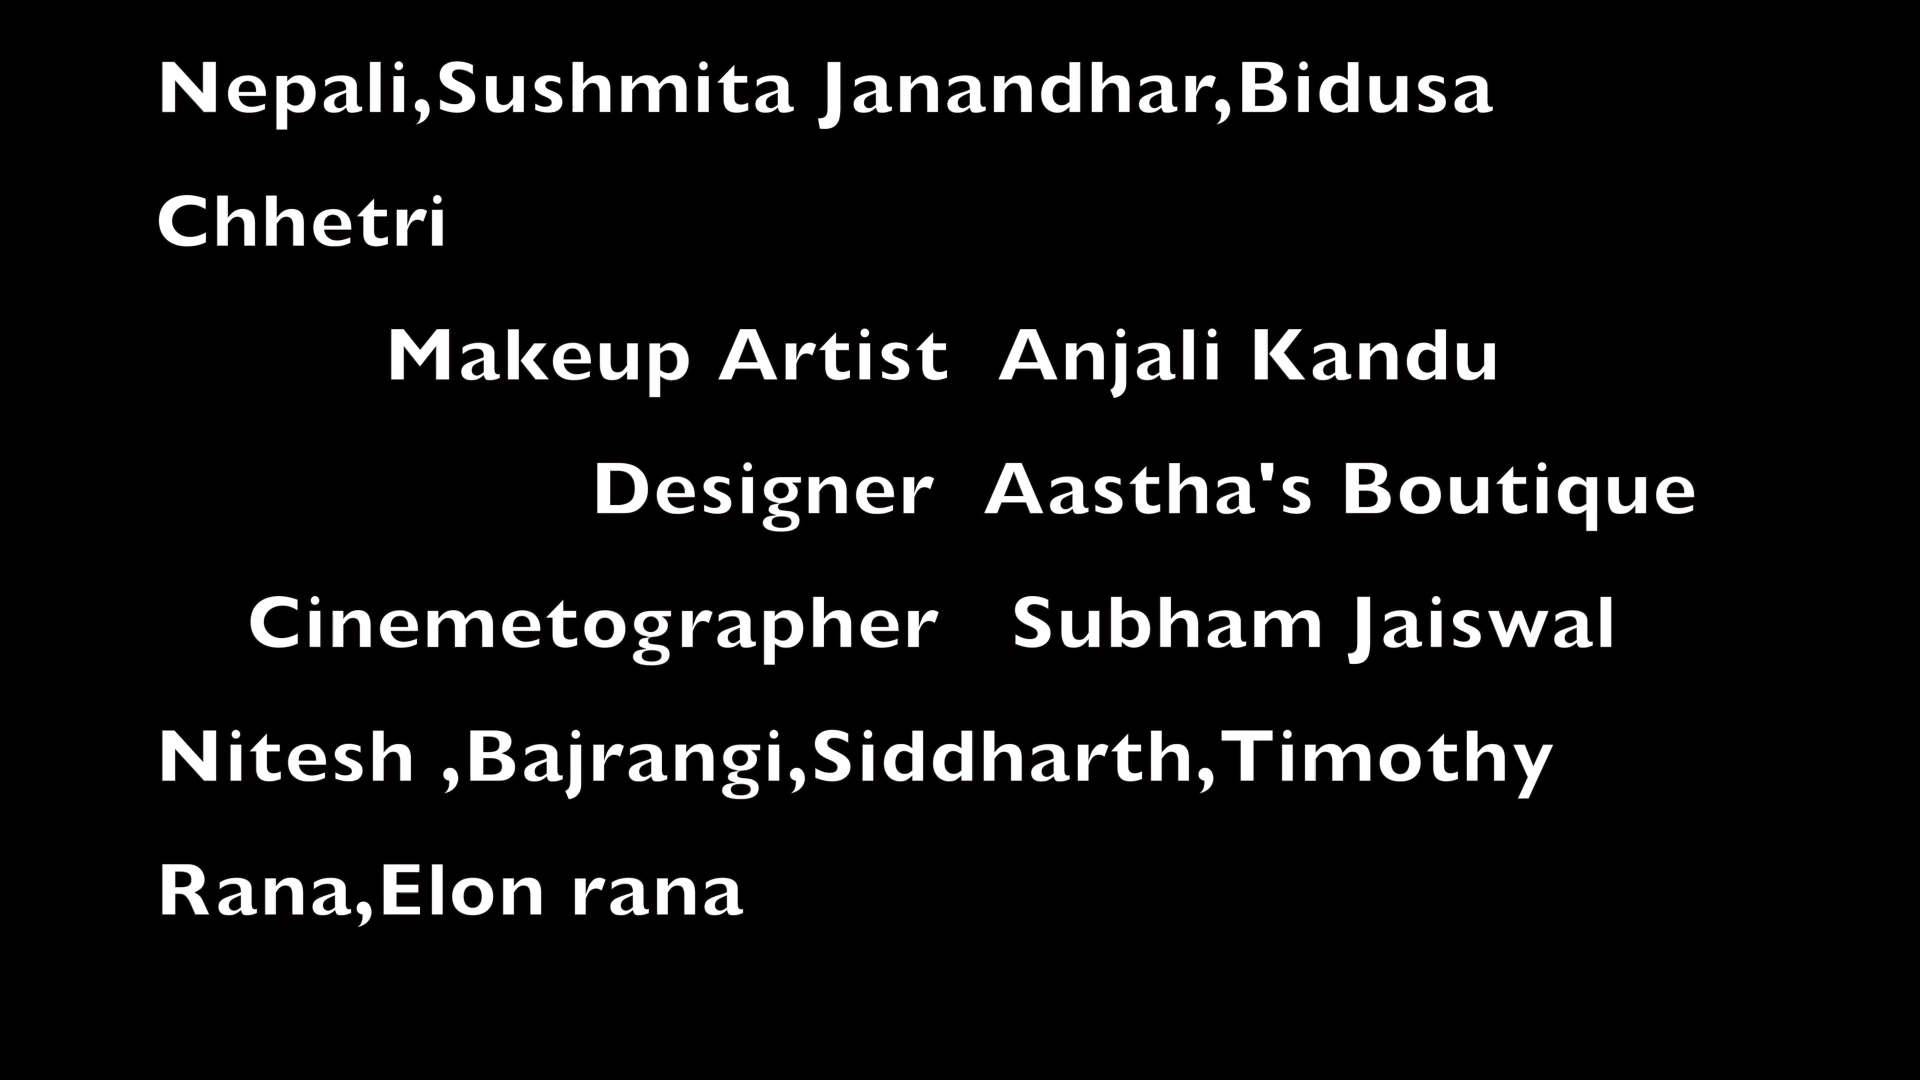 Nepali,Sushmita Janandhar,Bidusa
Chhetri
Makeup Artist  Anjali Kandu
Designer  Aastha's Boutique
Cinemetographer   Subham Jaiswal
Nitesh ,Bajrangi,Siddharth,Timothy
Rana,Elon rana